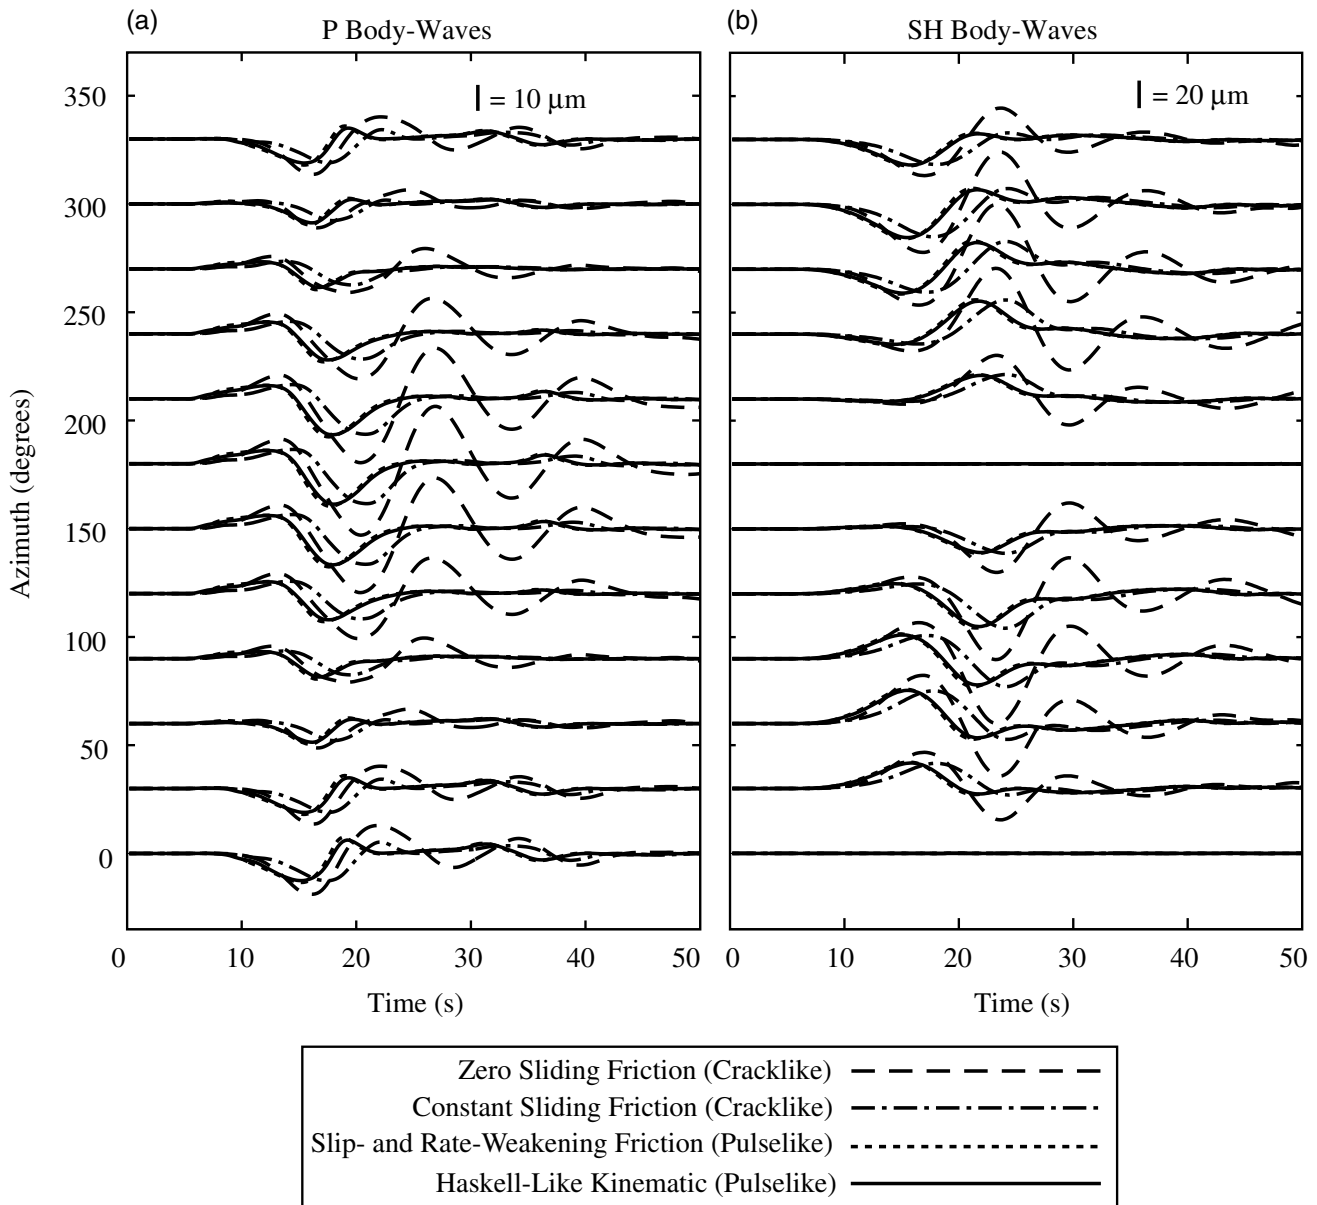 (a)
P Body-Waves
(b)
SH Body-Waves
= 10 μm
= 20 μm
350
300
250
200
150
100
50
0
Azimuth (degrees)
0 10 20 30 40 50
0 10 20 30 40 50
Time (s)
Time (s)
Zero Sliding Friction (Cracklike)
Constant Sliding Friction (Cracklike)
Slip- and Rate-Weakening Friction (Pulselike)
Haskell-Like Kinematic (Pulselike)